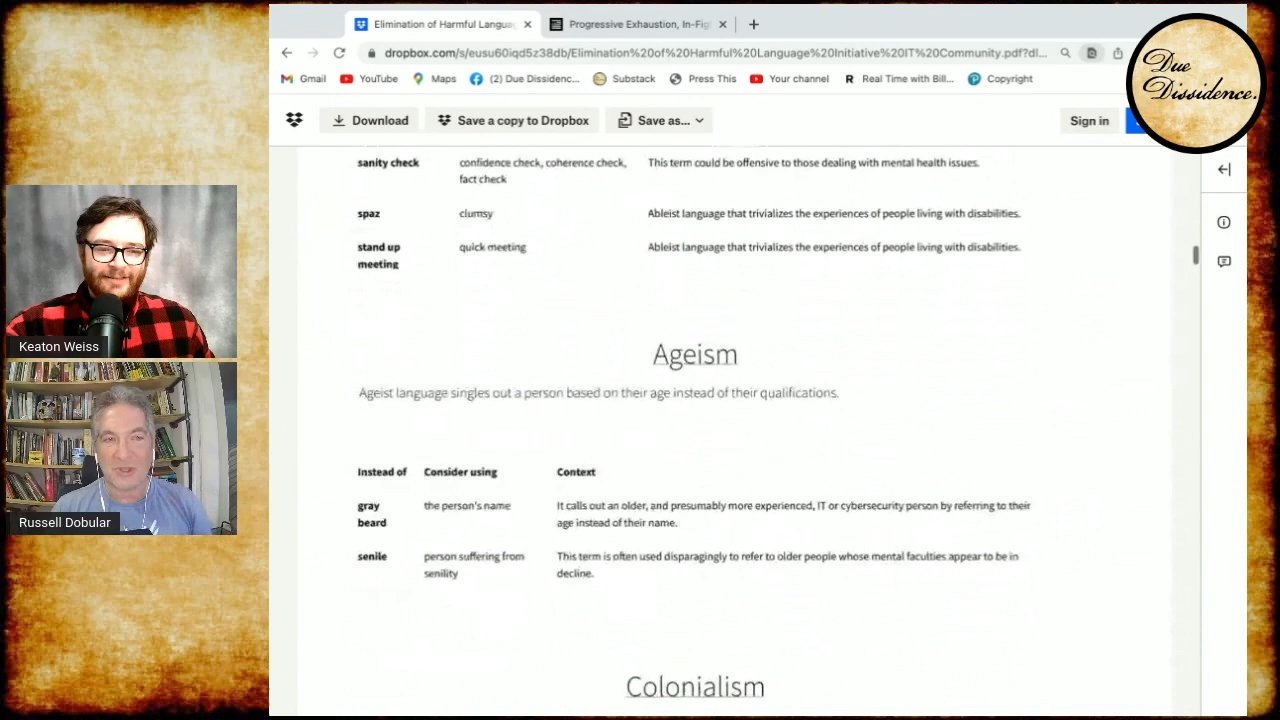 Elimination of Harmful Langua
Progressive Exhaustion, In-Fig
dropbox.com/s/eusu60iqd5z38db/Elimination%20of%20Harmful%20Language%20Initiative%20IT%20Community.pdf?dl...
Gmail YouTube Maps (2) Due Dissidenc... Substack Press This Your channel Real Time with Bill... Copyright
Due
Dissidence.
Download Save a copy to Dropbox Save as... Sign in
sanity check confidence check, coherence check, This term could be offensive to those dealing with mental health issues.
fact check
spaz clumsy Ableist language that trivializes the experiences of people living with disabilities.
stand up quick meeting Ableist language that trivializes the experiences of people living with disabilities.
meeting
Ageism
Ageist language singles out a person based on their age instead of their qualifications.
Instead of Consider using Context
gray the person's name It calls out an older, and presumably more experienced, IT or cybersecurity person by referring to their
beard age instead of their name.
senile person suffering from This term is often used disparagingly to refer to older people whose mental faculties appear to be in
senility decline.
Colonialism
Keaton Weiss
Russell Dobular